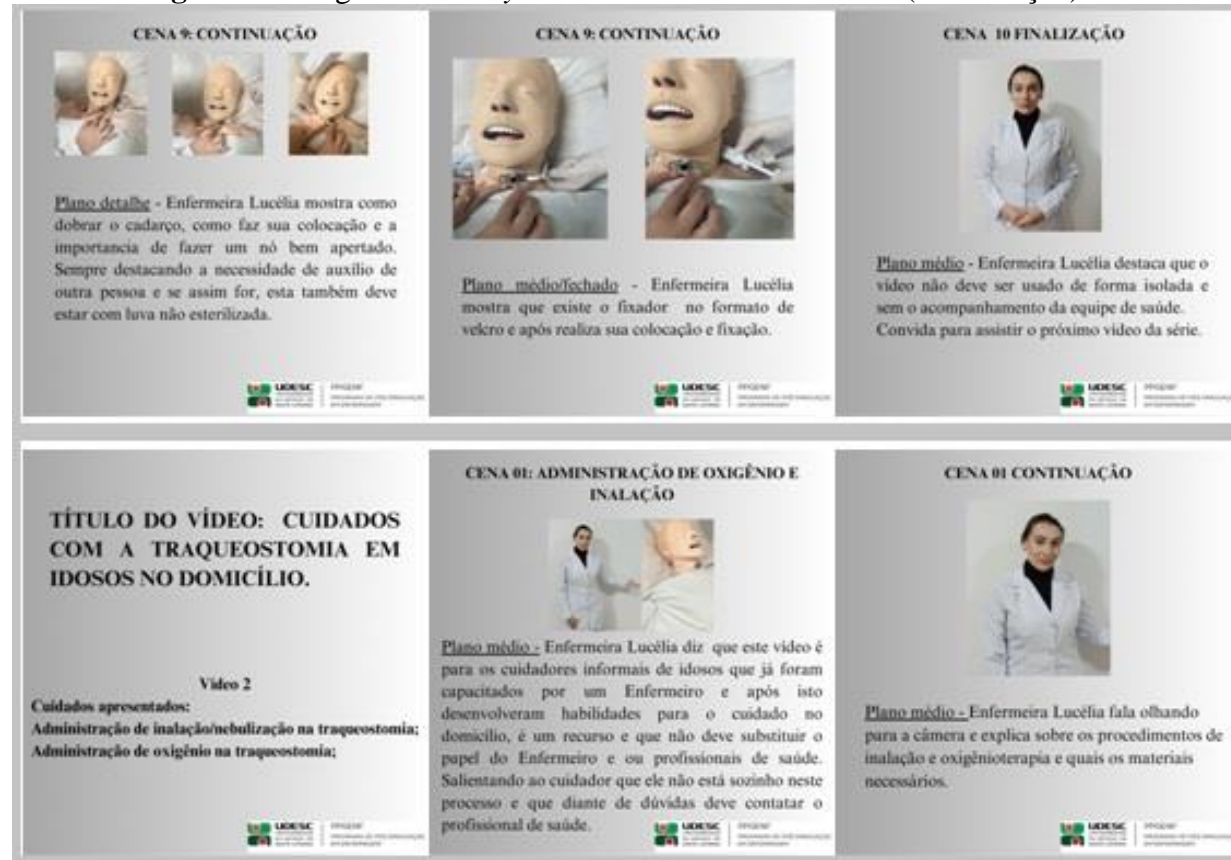 CENA 9: CONTINUAÇÃO
Plano detalhe - Enfermeira Lucélia mostra como
dobrar o cadarço, como faz sua colocação e a
importancia de fazer um nó bem apertado.
Sempre destacando a necessidade de auxílio de
outra pessoa e se assim for, esta também deve
estar com luva não esterilizada.
UDESC
CENA 9: CONTINUAÇÃO
Plano médio/fechado - Enfermeira Lucélia
mostra que existe o fixador no formato de
velcro e após realiza sua colocação e fixação.
UDESC
CENA 10 FINALIZAÇÃO
Plano médio - Enfermeira Lucélia destaca que o
vídeo não deve ser usado de forma isolada e
sem o acompanhamento da equipe de saúde.
Convida para assistir o próximo video da série.
UDESC
TÍTULO DO VÍDEO: CUIDADOS
COM A TRAQUEOSTOMIA EM
IDOSOS NO DOMICÍLIO.
Video 2
Cuidados apresentados:
Administração de inalação/nebulização na traqueostomia;
Administração de oxigênio na traqueostomia;
UDESC
CENA 01: ADMINISTRAÇÃO DE OXIGÊNIO E
INALAÇÃO
Plano médio - Enfermeira Lucélia diz que este vídeo é
para os cuidadores informais de idosos que já foram
capacitados por um Enfermeiro e após isto
desenvolveram habilidades para o cuidado no
domicílio, é um recurso e que não deve substituir o
papel do Enfermeiro e ou profissionais de saúde.
Salientando ao cuidador que ele não está sozinho neste
processo e que diante de dúvidas deve contatar o
profissional de saúde.
UDESC
CENA 01 CONTINUAÇÃO
Plano médio - Enfermeira Lucélia fala olhando
para a câmera e explica sobre os procedimentos de
inalação e oxigênioterapia e quais os materiais
necessários.
UDESC